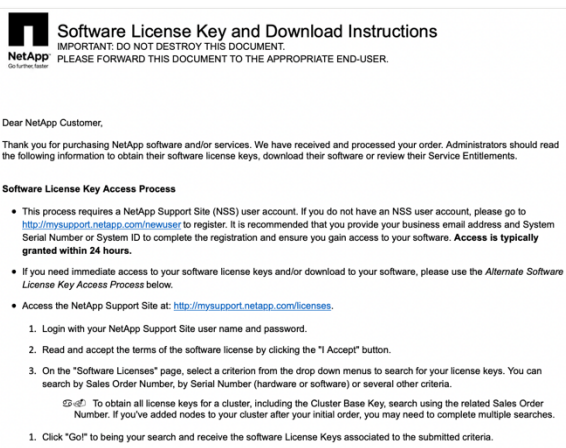 NetApp
Go further, faster
Software License Key and Download Instructions
IMPORTANT: DO NOT DESTROY THIS DOCUMENT.
PLEASE FORWARD THIS DOCUMENT TO THE APPROPRIATE END-USER.
Dear NetApp Customer,
Thank you for purchasing NetApp software and/or services. We have received and processed your order. Administrators should read
the following information to obtain their software license keys, download their software or review their Service Entitlements.
Software License Key Access Process
• This process requires a NetApp Support Site (NSS) user account. If you do not have an NSS user account, please go to
http://mysupport.netapp.com/newuser to register. It is recommended that you provide your business email address and System
Serial Number or System ID to complete the registration and ensure you gain access to your software. Access is typically
granted within 24 hours.
• If you need immediate access to your software license keys and/or download to your software, please use the Alternate Software
License Key Access Process below.
• Access the NetApp Support Site at: http://mysupport.netapp.com/licenses.
1. Login with your NetApp Support Site user name and password.
2. Read and accept the terms of the software license by clicking the "I Accept" button.
3. On the "Software Licenses" page, select a criterion from the drop down menus to search for your license keys. You can
search by Sales Order Number, by Serial Number (hardware or software) or several other criteria.
To obtain all license keys for a cluster, including the Cluster Base Key, search using the related Sales Order
Number. If you've added nodes to your cluster after your initial order, you may need to complete multiple searches.
1. Click "Go!" to being your search and receive the software License Keys associated to the submitted criteria.